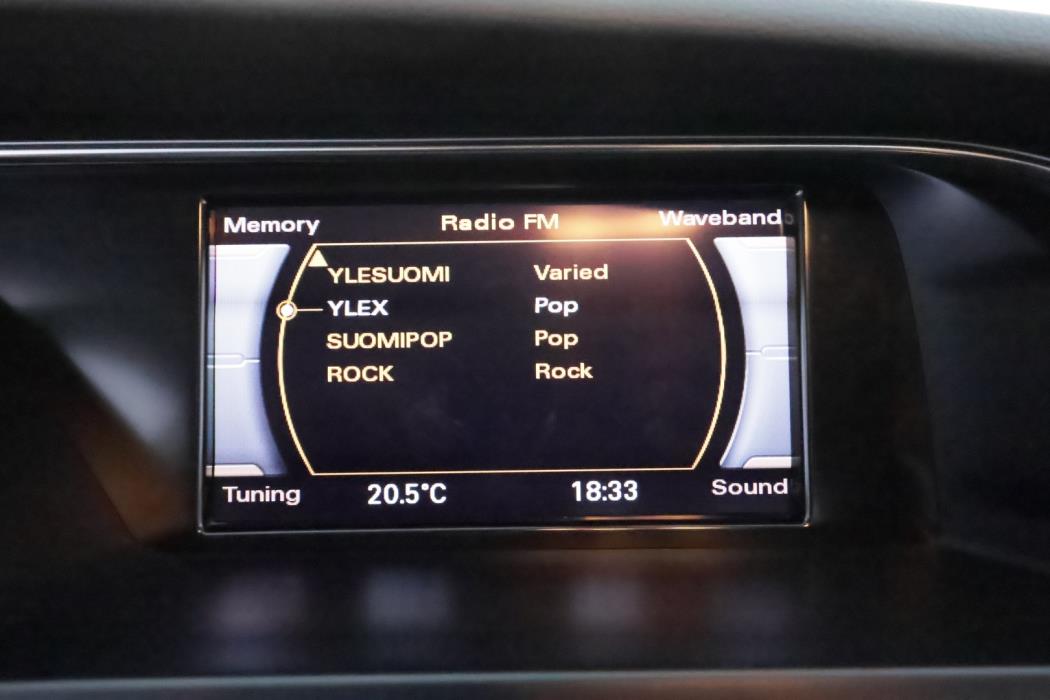 Memory Radio FM Waveband
YLESUOMI Varied
YLEX Pop
SUOMIPOP Pop
ROCK Rock
Tuning 20.5°C 18:33 Sound